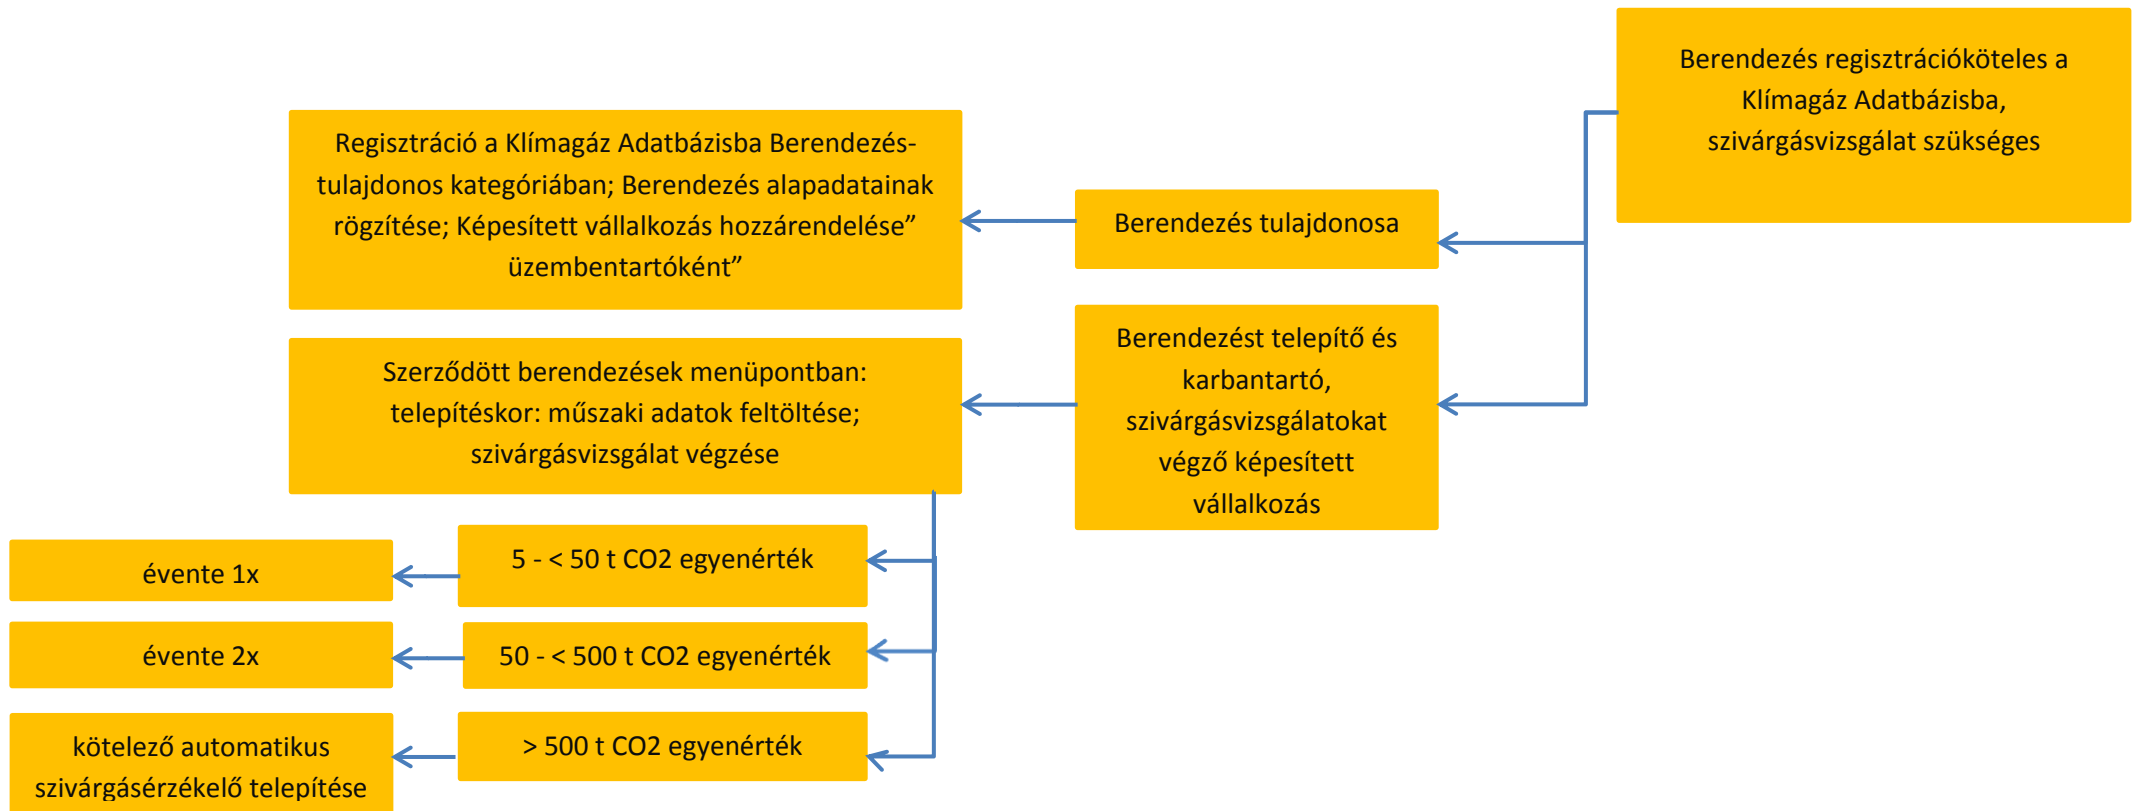 Berendezés regisztrációköteles a
Klímagáz Adatbázisba,
szivárgásvizsgálat szükséges
Berendezés tulajdonosa
Regisztráció a Klímagáz Adatbázisba Berendezés-
tulajdonos kategóriában; Berendezés alapadatainak
rögzítése; Képesített vállalkozás hozzárendelése”
üzembentartóként”
Berendezést telepítő és
karbantartó,
szivárgásvizsgálatokat
végző képesített
vállalkozás
Szerződött berendezések menüpontban:
telepítéskor: műszaki adatok feltöltése;
szivárgásvizsgálat végzése
5 - < 50 t CO2 egyenérték
évente 1x
50 - < 500 t CO2 egyenérték
évente 2x
> 500 t CO2 egyenérték
kötelező automatikus
szivárgásérzékelő telepítése